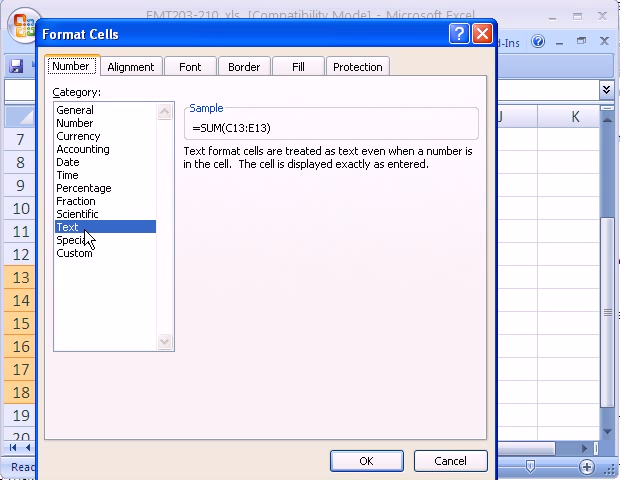 EMT203-210.xls [Compatibility Mode] - Microsoft Excel
Format Cells
d-Ins
Number Alignment Font Border Fill Protection
Category:
General
Number
Currency
Accounting
Date
Time
Percentage
Fraction
Scientific
Text
Special
Custom
Sample
=SUM(C13:E13)
Text format cells are treated as text even when a number is
in the cell. The cell is displayed exactly as entered.
K
7
8
9
10
11
12
13
14
15
16
17
18
19
20
OK Cancel
Reac